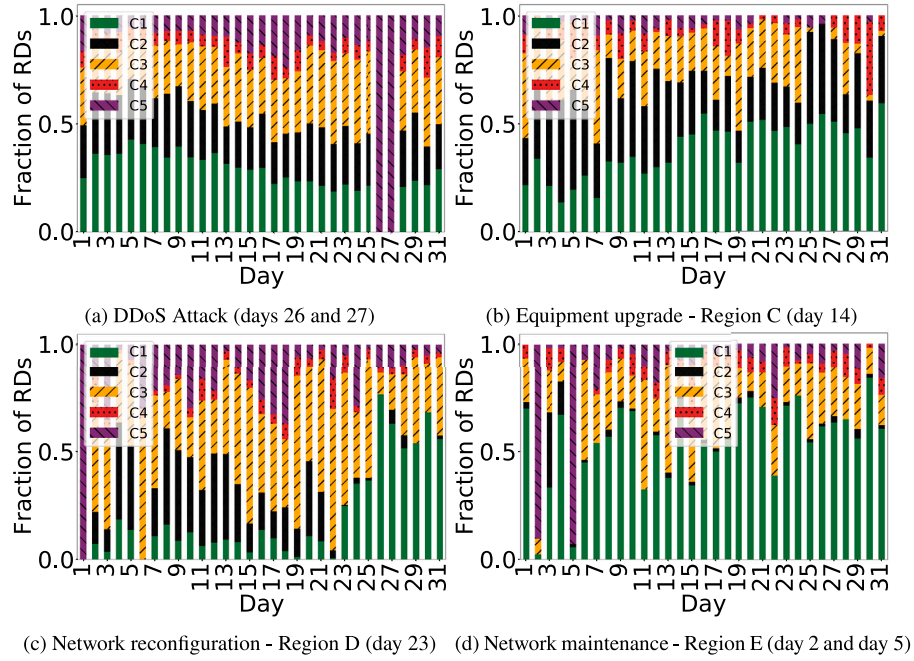 1.0
0.5
0.0
Fraction of RDs
C1
C2
C3
C4
C5
1 3 5 7 9 11 13 15 17 19 21 23 25 27 29 31
Day
(a) DDoS Attack (days 26 and 27)
1.0
0.5
0.0
Fraction of RDs
C1
C2
C3
C4
C5
1 3 5 7 9 11 13 15 17 19 21 23 25 27 29 31
Day
(b) Equipment upgrade - Region C (day 14)
1.0
0.5
0.0
Fraction of RDs
C1
C2
C3
C4
C5
1 3 5 7 9 11 13 15 17 19 21 23 25 27 29 31
Day
(c) Network reconfiguration - Region D (day 23)
1.0
0.5
0.0
Fraction of RDs
C1
C2
C3
C4
C5
1 3 5 7 9 11 13 15 17 19 21 23 25 27 29 31
Day
(d) Network maintenance - Region E (day 2 and day 5)